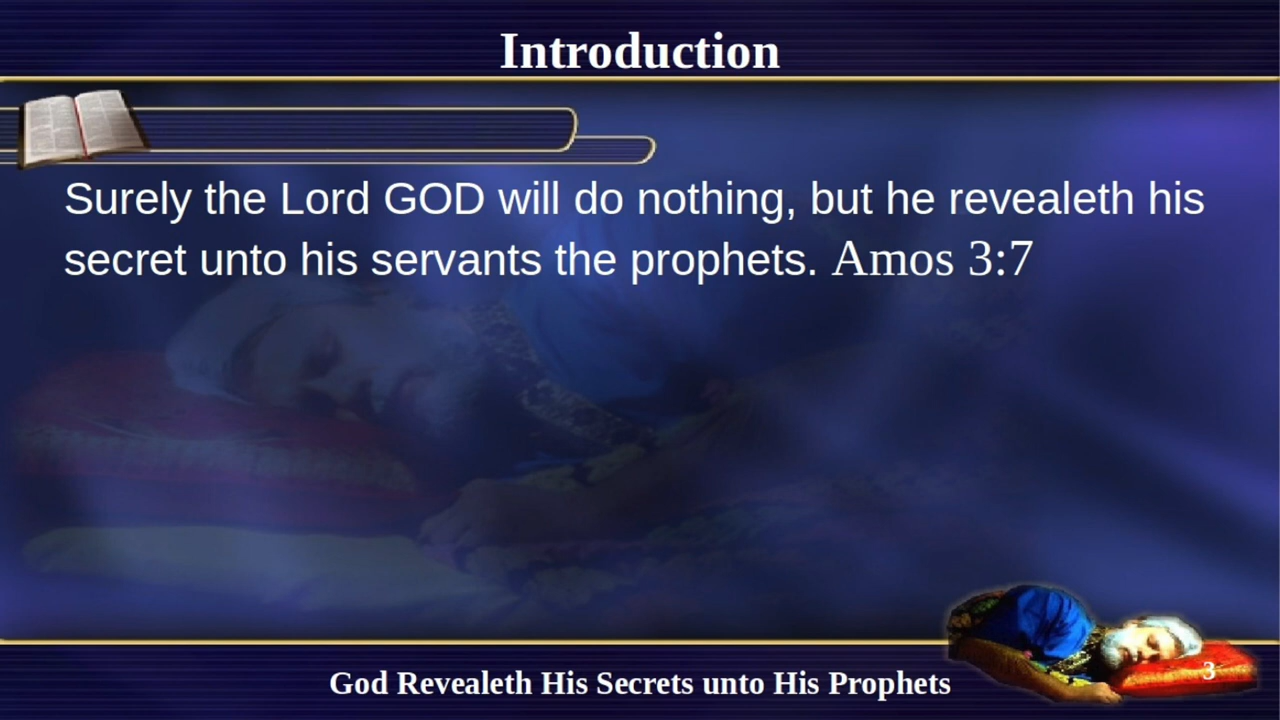 Introduction
Surely the Lord GOD will do nothing, but he revealeth his
secret unto his servants the prophets. Amos 3:7
God Revealeth His Secrets unto His Prophets
3